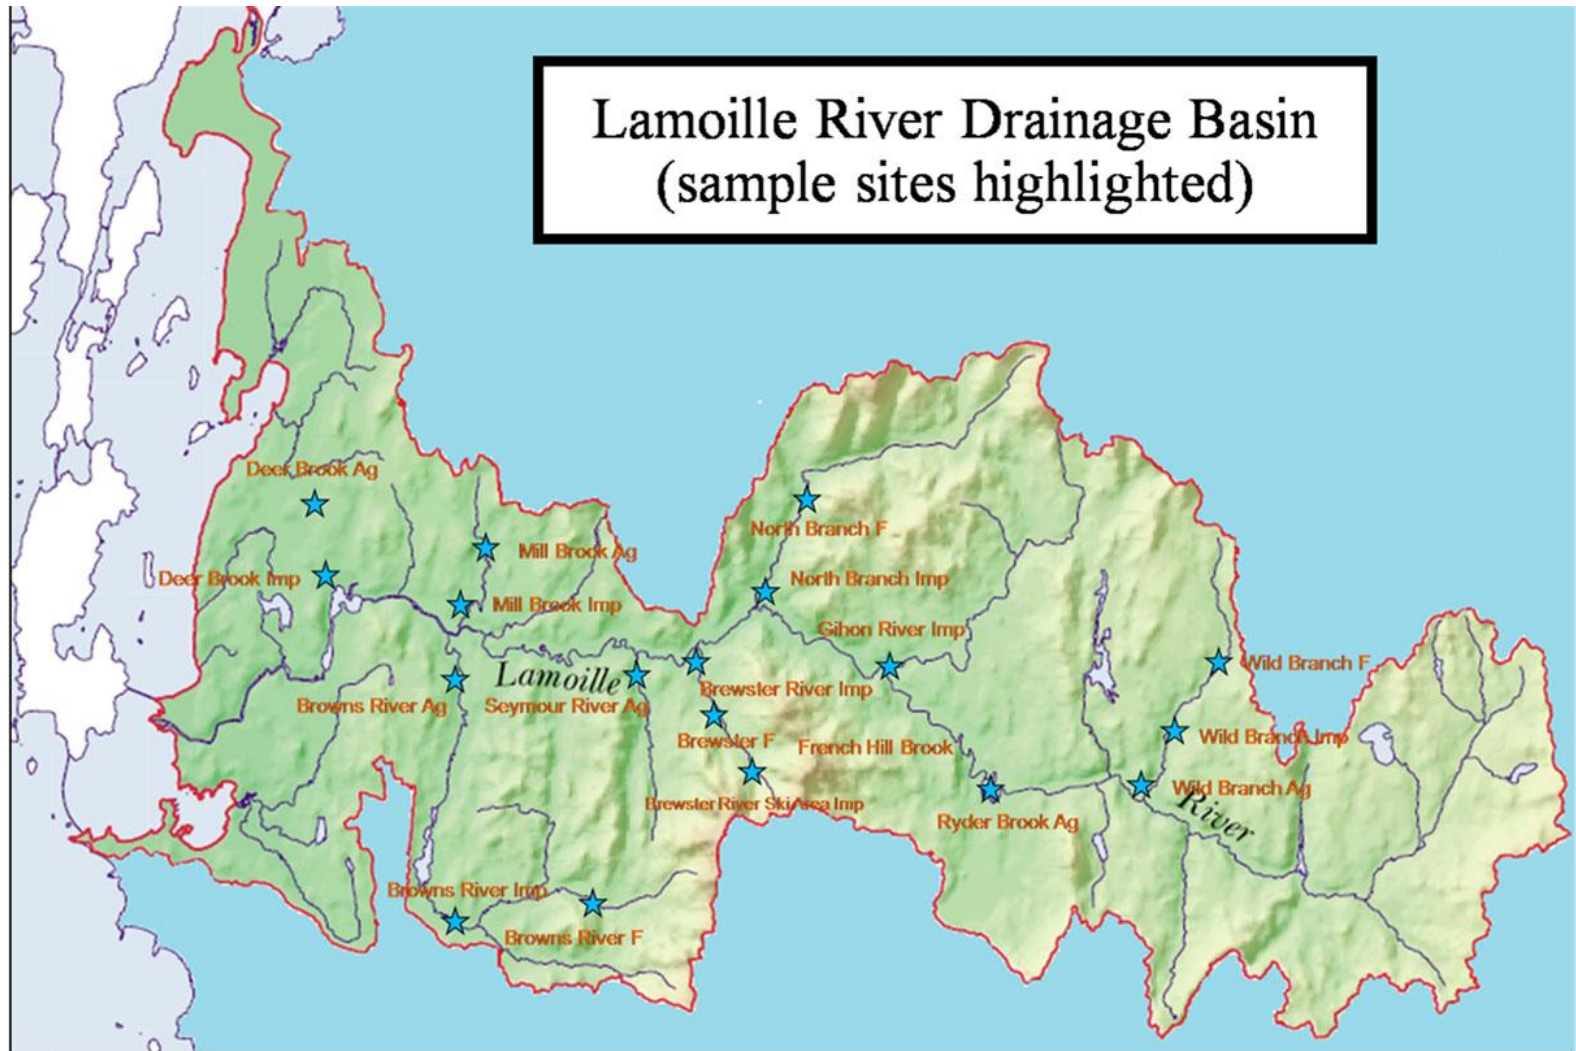 Lamoille River Drainage Basin
(sample sites highlighted)
Deer Brook Ag
North Branch F
Mill Brook Ag
Deer Brook Imp
North Branch Imp
Mill Brook Imp
Gihon River Imp
Wild Branch F
Lamoille
Brewster River Imp
Browns River Ag
Seymour River Ag
Wild Branch Imp
Brewster F
French Hill Brook
Wild Branch Ag
Brewster River Ski Area Imp
River
Ryder Brook Ag
Browns River Imp
Browns River F